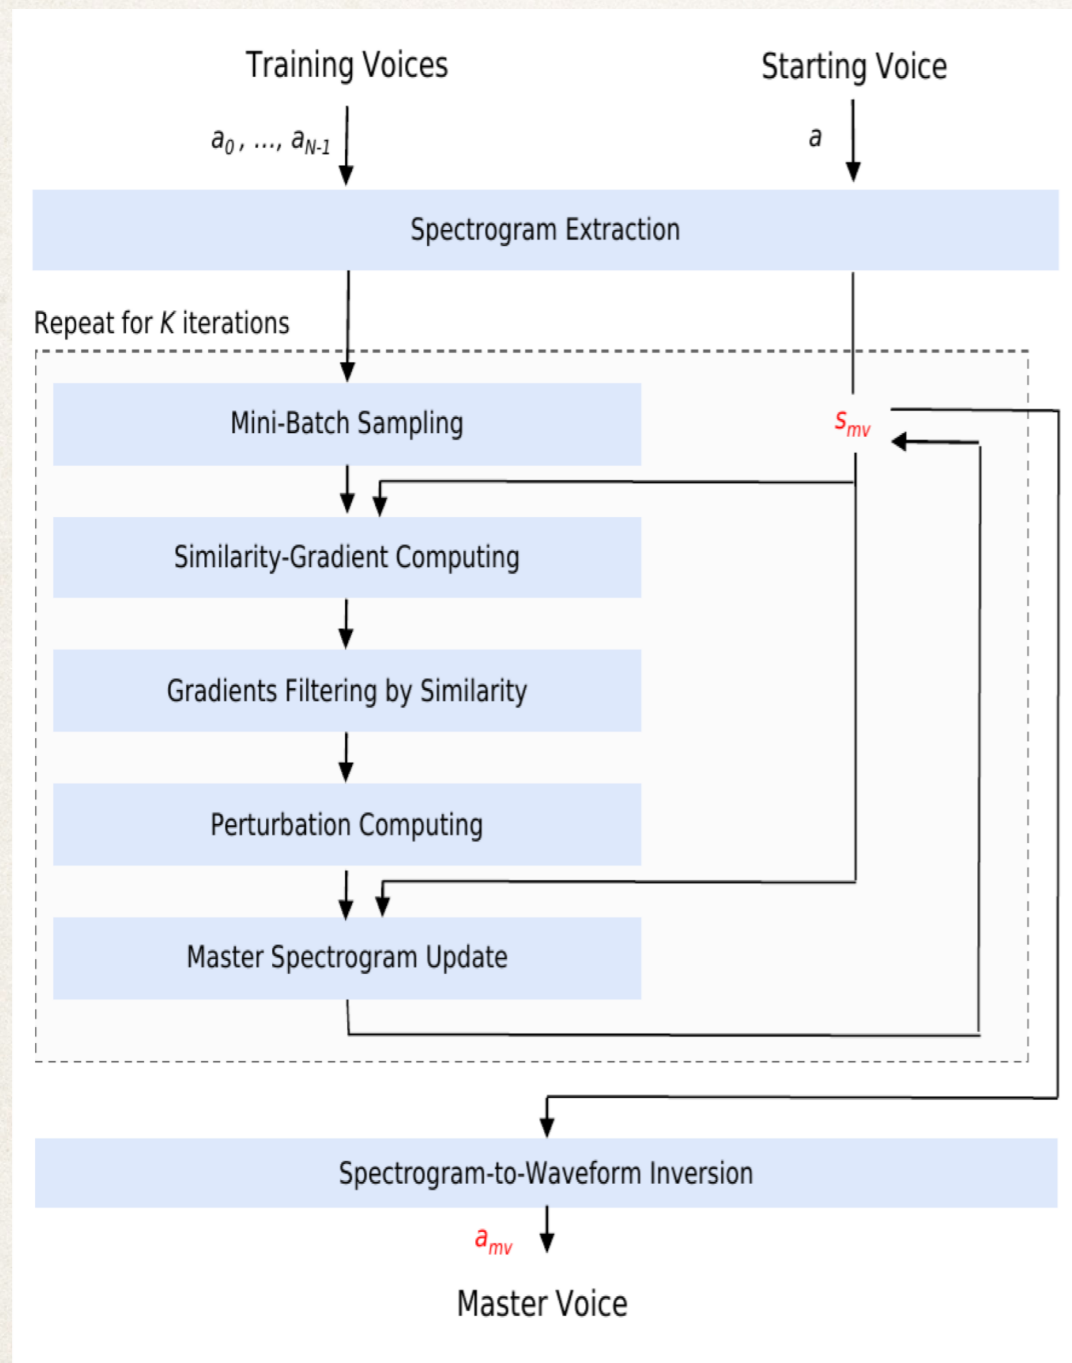 Training Voices
Starting Voice
a0, ..., aN-1
a
Spectrogram Extraction
Repeat for K iterations
Mini-Batch Sampling
smv
Similarity-Gradient Computing
Gradients Filtering by Similarity
Perturbation Computing
Master Spectrogram Update
Spectrogram-to-Waveform Inversion
amv
Master Voice